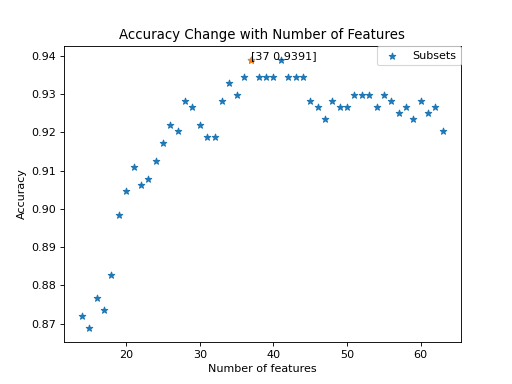 Accuracy Change with Number of Features
[37 0.9391]
Subsets
Accuracy
0.94
0.93
0.92
0.91
0.90
0.89
0.88
0.87
20 30 40 50 60
Number of features